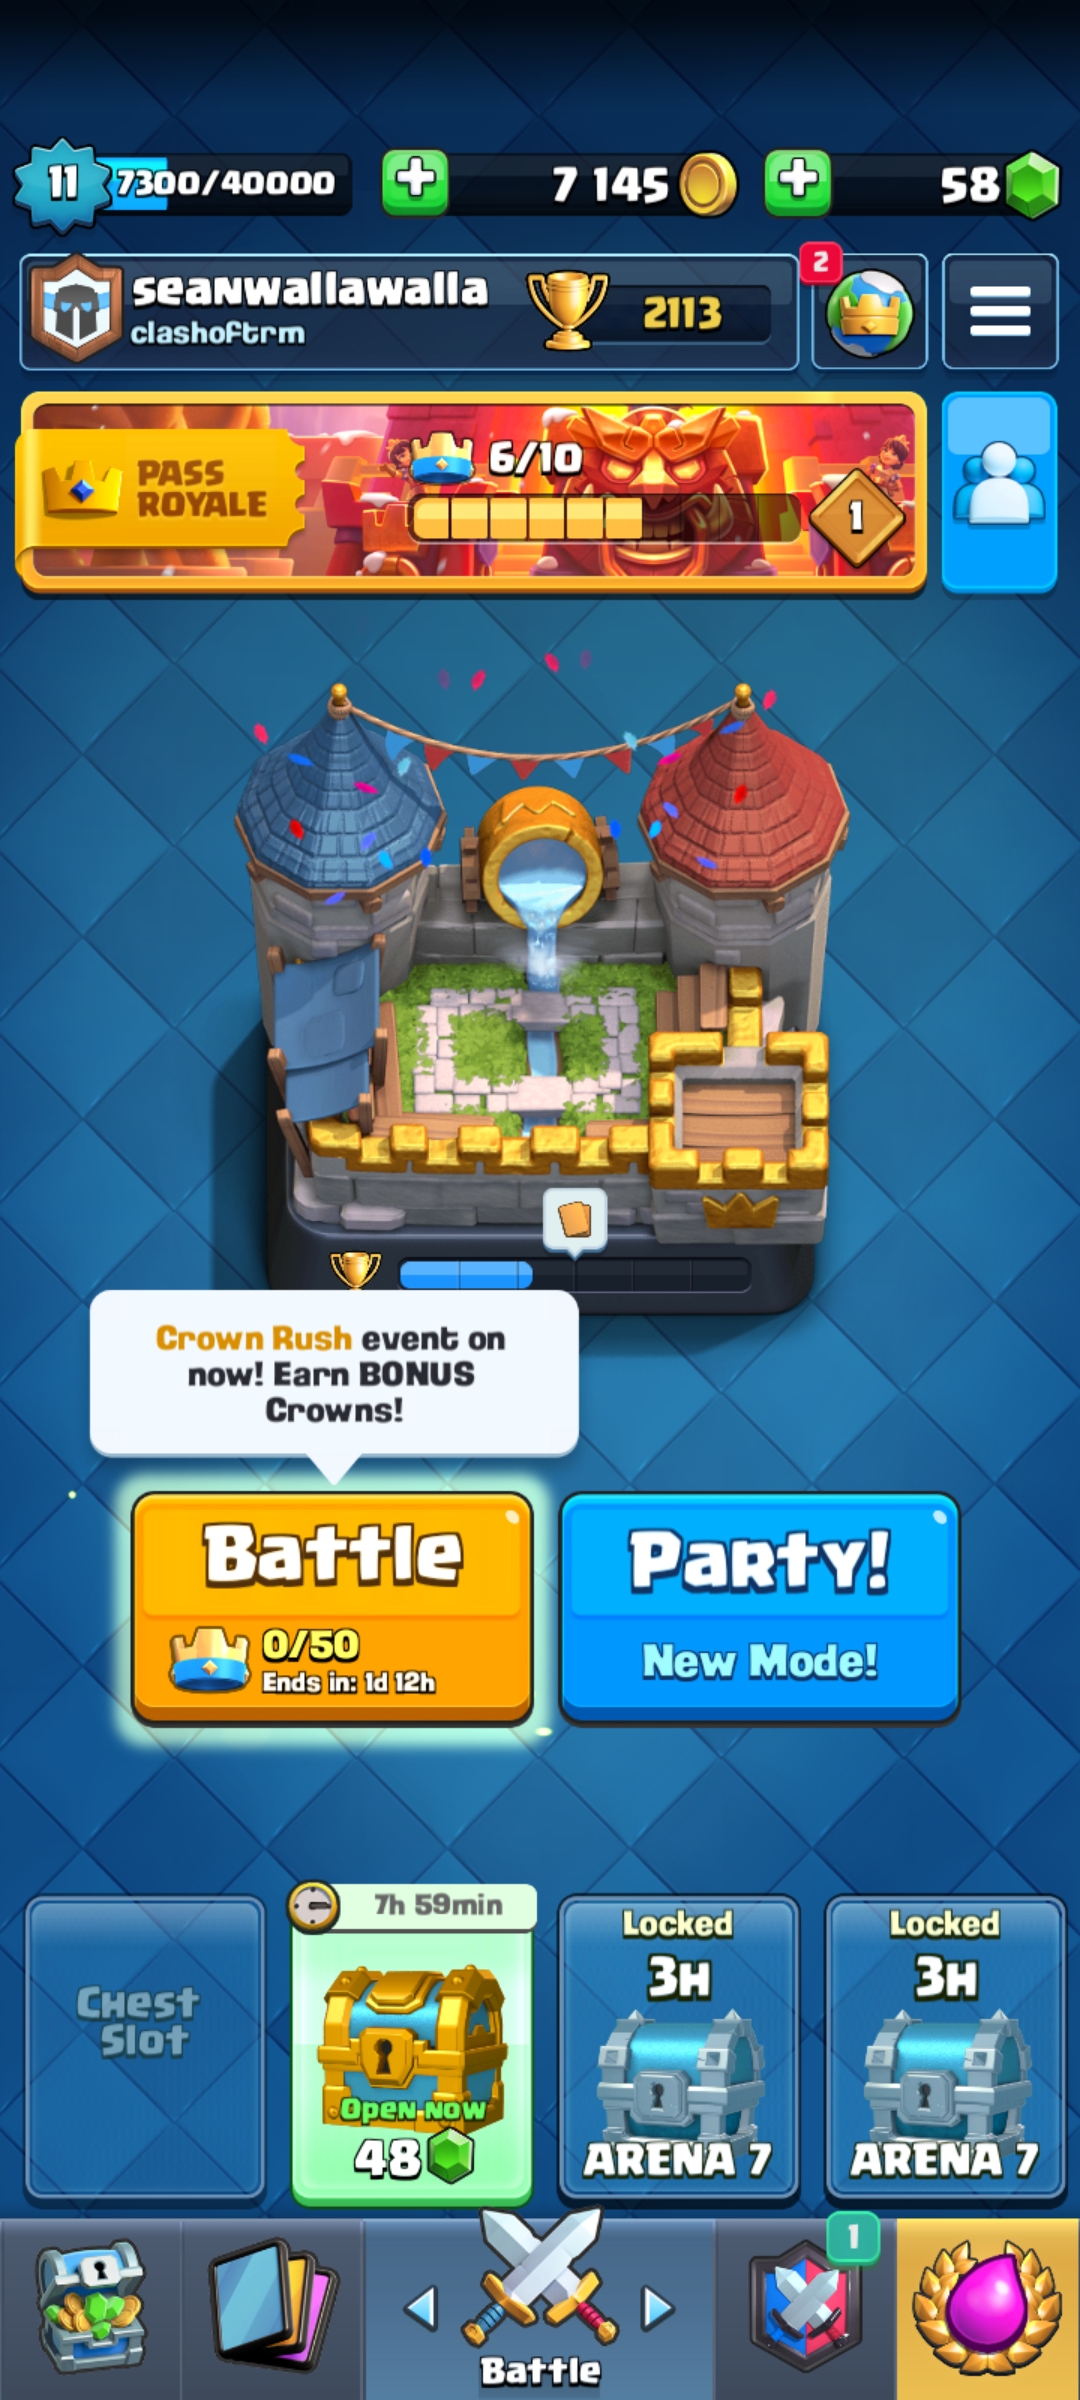 11 7300/40000 7 145 58
seanwallawalla 2113 2
clashoftrm
PASS ROYALE 6/10 1
Crown Rush event on
now! Earn BONUS
Crowns!
Battle
0/50
Ends in: 1d 12h
Party!
New Mode!
Chest
Slot
7h 59min
Open now
48
Locked
3H
ARENA 7
Locked
3H
ARENA 7
1
Battle